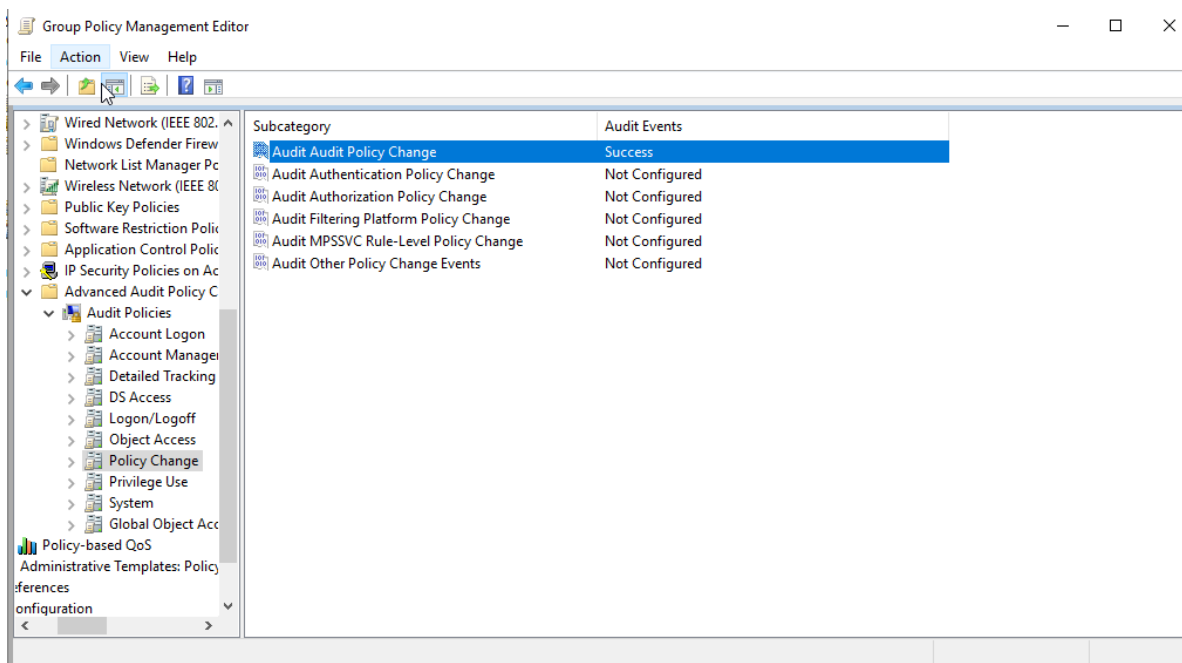 Group Policy Management Editor
File Action View Help
Wired Network (IEEE 802.
Windows Defender Firew
Network List Manager Pc
Wireless Network (IEEE 80
Public Key Policies
Software Restriction Polic
Application Control Polic
IP Security Policies on Ac
Advanced Audit Policy C
Audit Policies
Account Logon
Account Manager
Detailed Tracking
DS Access
Logon/Logoff
Object Access
Policy Change
Privilege Use
System
Global Object Acc
Policy-based QoS
Administrative Templates: Policy
eferences
onfiguration
Subcategory Audit Events
Audit Audit Policy Change Success
Audit Authentication Policy Change Not Configured
Audit Authorization Policy Change Not Configured
Audit Filtering Platform Policy Change Not Configured
Audit MPSSVC Rule-Level Policy Change Not Configured
Audit Other Policy Change Events Not Configured